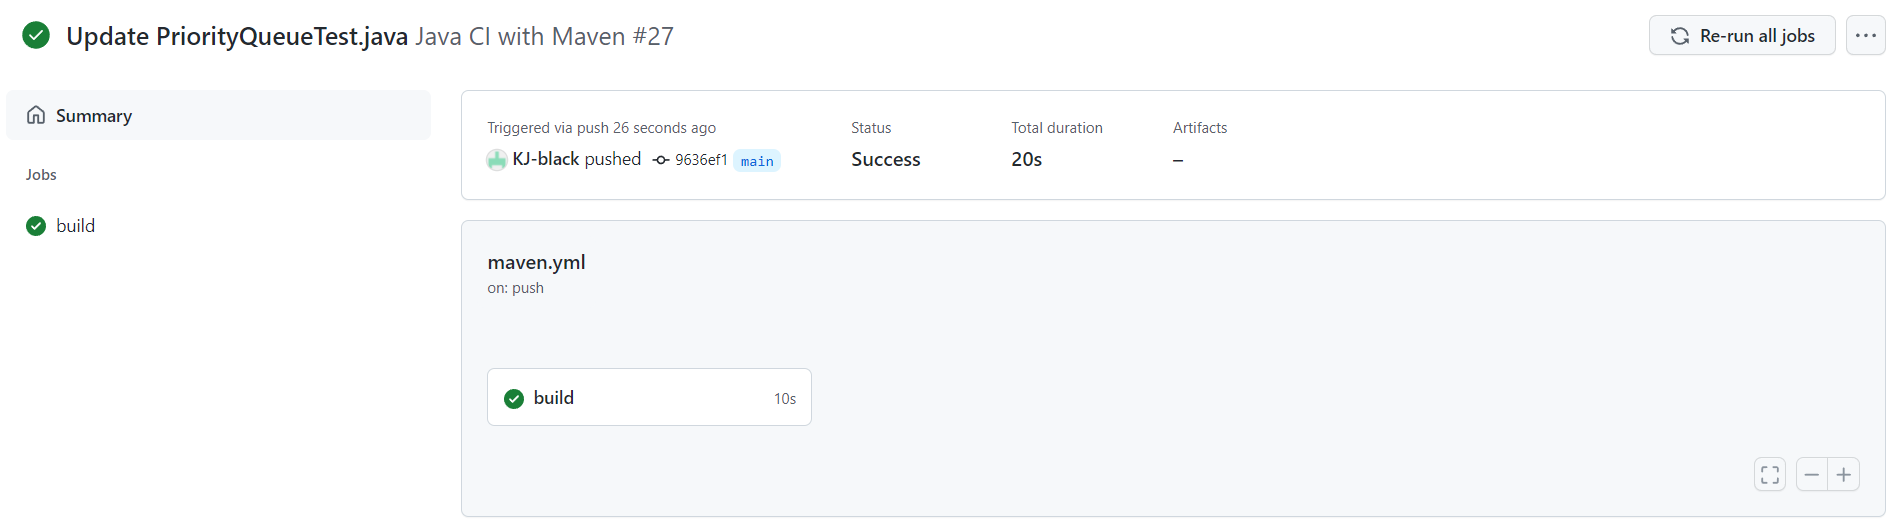 Update PriorityQueueTest.java Java CI with Maven #27
Re-run all jobs
Summary
Jobs
build
Triggered via push 26 seconds ago
KJ-black pushed 9636ef1 main
Status
Success
Total duration
20s
Artifacts
–
maven.yml
on: push
build 10s